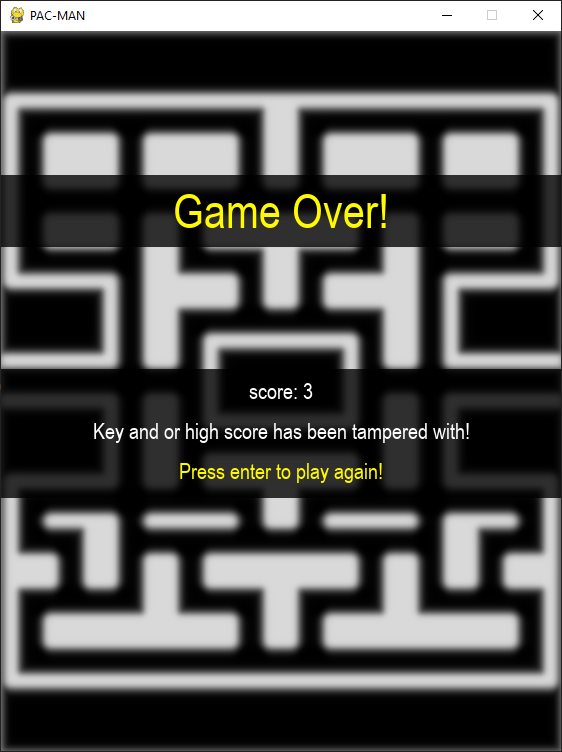 PAC-MAN
Game Over!
score: 3
Key and or high score has been tampered with!
Press enter to play again!